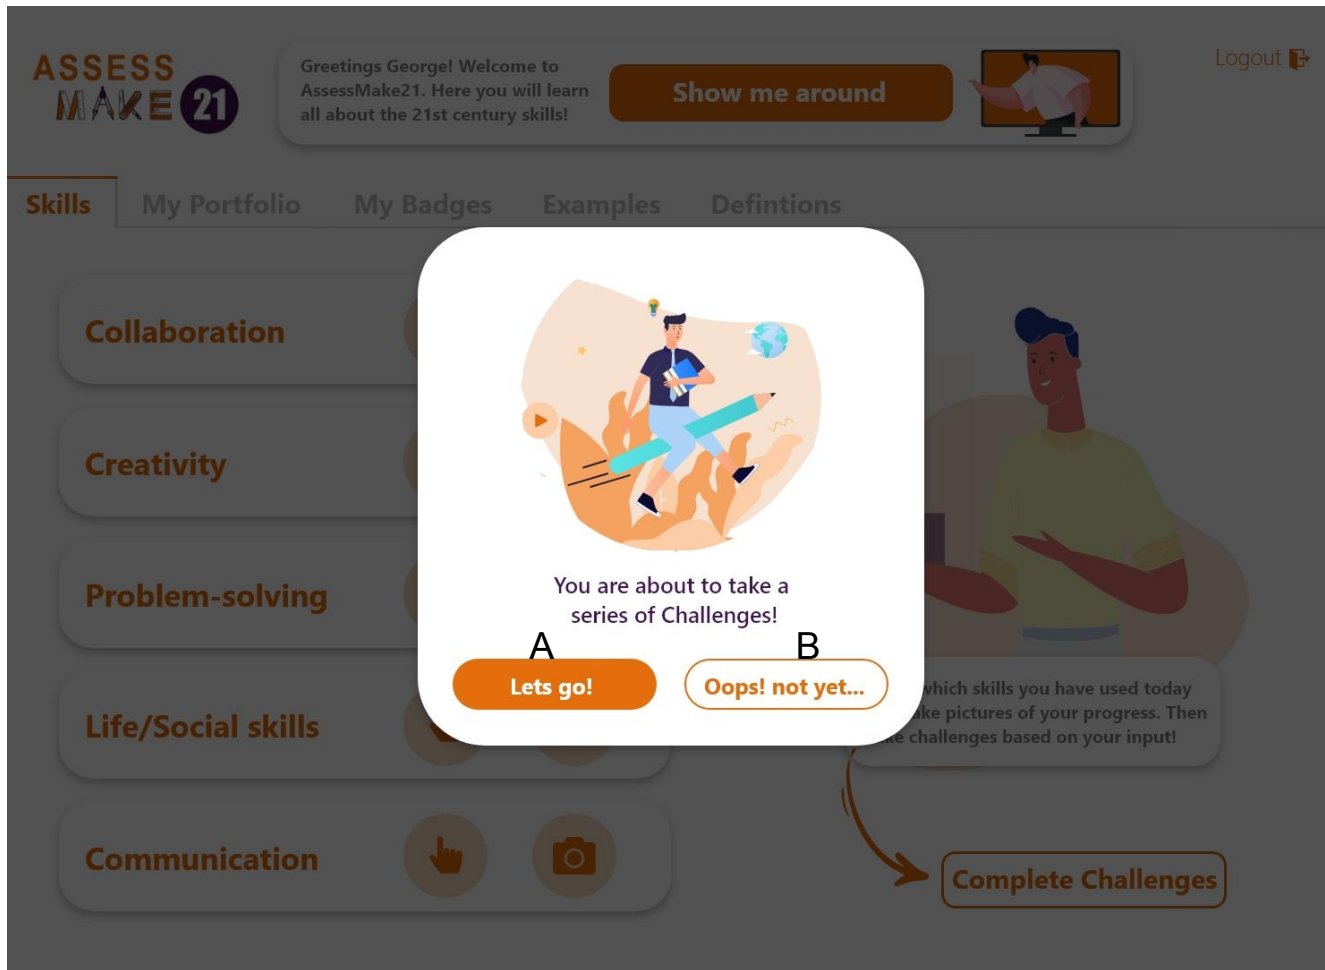 ASSESS
MAKE 21
Greetings George! Welcome to
AssessMake21. Here you will learn
all about the 21st century skills!
Show me around
Logout
Skills
My Portfolio
My Badges
Examples
Defintions
Collaboration
Creativity
Problem-solving
Life/Social skills
Communication
You are about to take a
series of Challenges!
A
B
Lets go!
Oops! not yet...
which skills you have used today
pictures of your progress. Then
challenges based on your input!
Complete Challenges